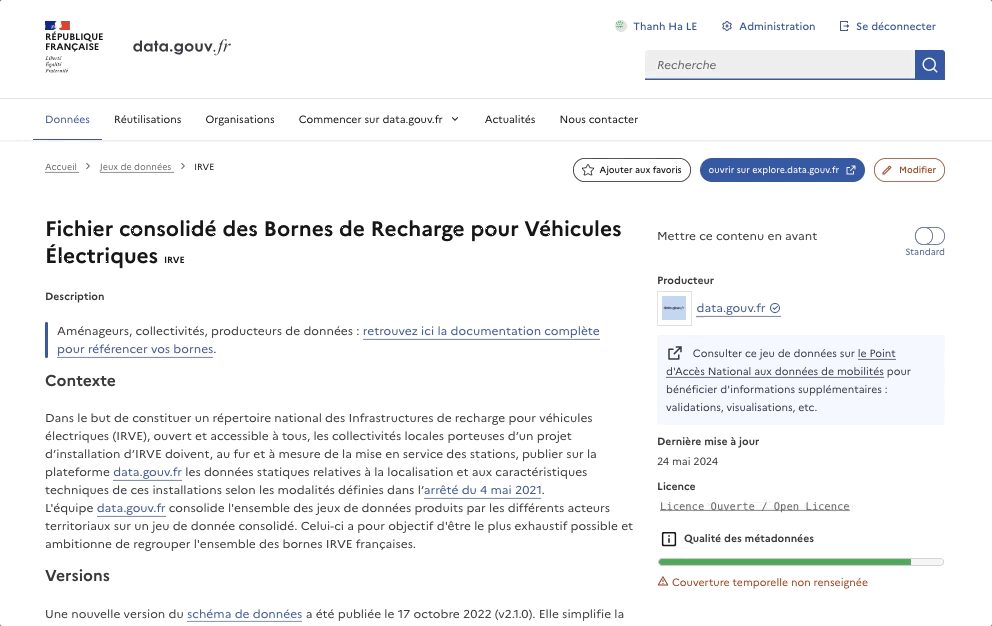 RÉPUBLIQUE
FRANÇAISE
Liberté
Égalité
Fraternité
data.gouv.fr
Thanh Ha LE
Administration
Se déconnecter
Recherche
Données
Réutilisations
Organisations
Commencer sur data.gouv.fr
Actualités
Nous contacter
Accueil
Jeux de données
IRVE
Ajouter aux favoris
ouvrir sur explore.data.gouv.fr
Modifier
Fichier consolidé des Bornes de Recharge pour Véhicules
Électriques IRVE
Description
Aménageurs, collectivités, producteurs de données : retrouvez ici la documentation complète
pour référencer vos bornes.
Contexte
Dans le but de constituer un répertoire national des Infrastructures de recharge pour véhicules
électriques (IRVE), ouvert et accessible à tous, les collectivités locales porteuses d’un projet
d’installation d’IRVE doivent, au fur et à mesure de la mise en service des stations, publier sur la
plateforme data.gouv.fr les données statiques relatives à la localisation et aux caractéristiques
techniques de ces installations selon les modalités définies dans l’arrêté du 4 mai 2021.
L'équipe data.gouv.fr consolide l'ensemble des jeux de données produits par les différents acteurs
territoriaux sur un jeu de donnée consolidé. Celui-ci a pour objectif d'être le plus exhaustif possible et
ambitionne de regrouper l'ensemble des bornes IRVE françaises.
Versions
Une nouvelle version du schéma de données a été publiée le 17 octobre 2022 (v2.1.0). Elle simplifie la
Mettre ce contenu en avant
Standard
Producteur
data.gouv.fr
Consulter ce jeu de données sur le Point
d'Accès National aux données de mobilités pour
bénéficier d'informations supplémentaires :
validations, visualisations, etc.
Dernière mise à jour
24 mai 2024
Licence
Licence Ouverte / Open Licence
Qualité des métadonnées
Couverture temporelle non renseignée